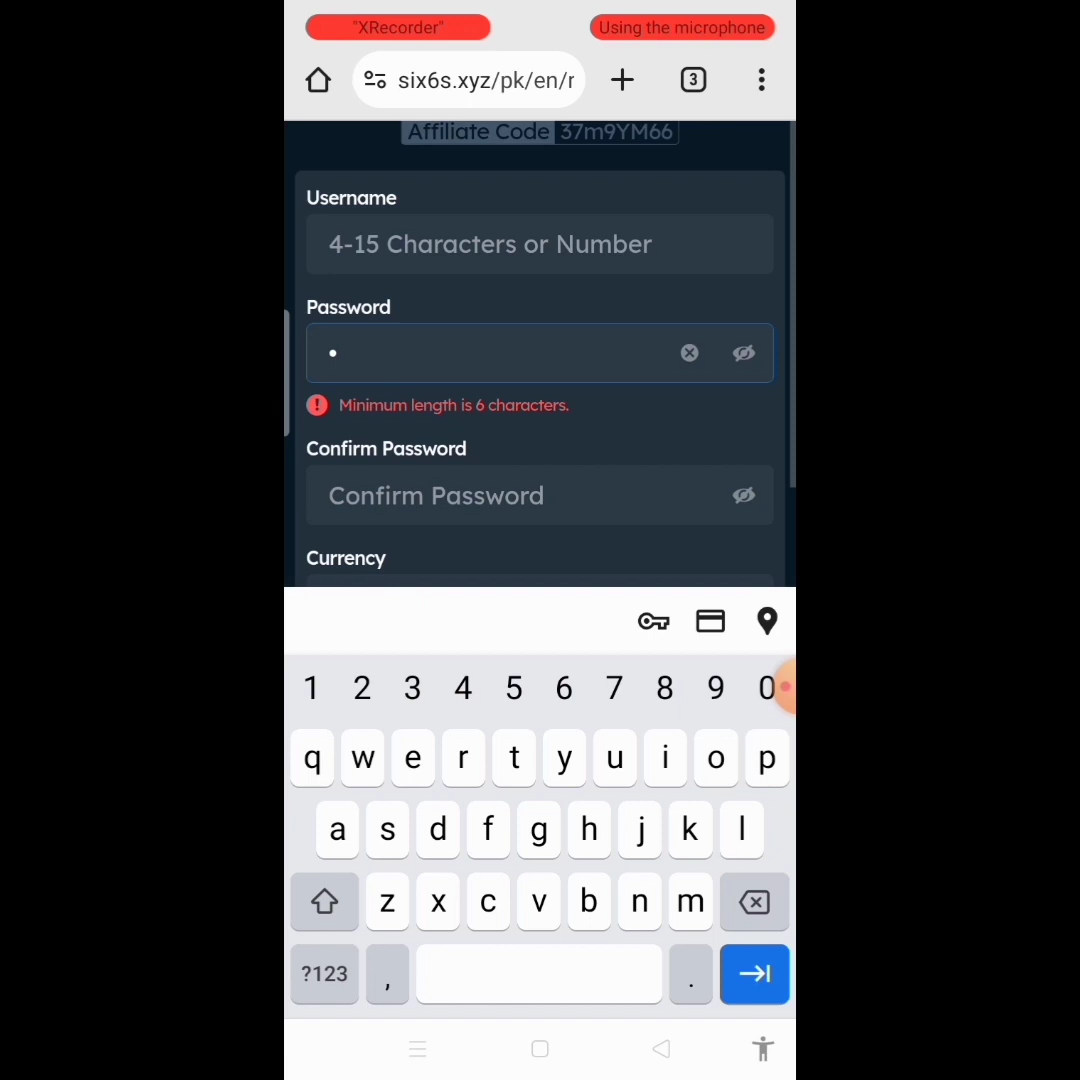 "XRecorder" Using the microphone
six6s.xyz/pk/en/r 3
Affiliate Code 37m9YM66
Username
4-15 Characters or Number
Password
•
Minimum length is 6 characters.
Confirm Password
Confirm Password
Currency
1 2 3 4 5 6 7 8 9 0
q w e r t y u i o p
a s d f g h j k l
z x c v b n m
?123 , .